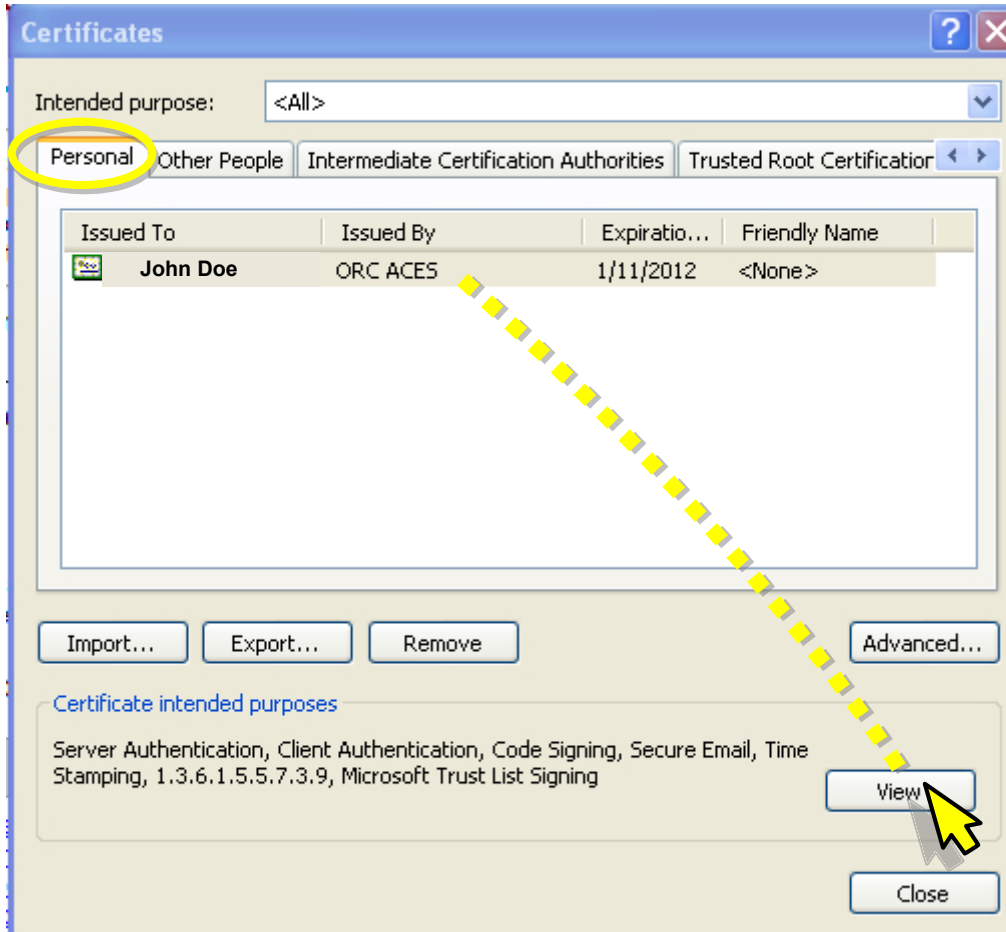 Certificates
Intended purpose: <All>
Personal Other People Intermediate Certification Authorities Trusted Root Certification
Issued To Issued By Expiratio... Friendly Name
John Doe ORC ACES 1/11/2012 <None>
Import... Export... Remove Advanced...
Certificate intended purposes
Server Authentication, Client Authentication, Code Signing, Secure Email, Time
Stamping, 1.3.6.1.5.5.7.3.9, Microsoft Trust List Signing
View
Close